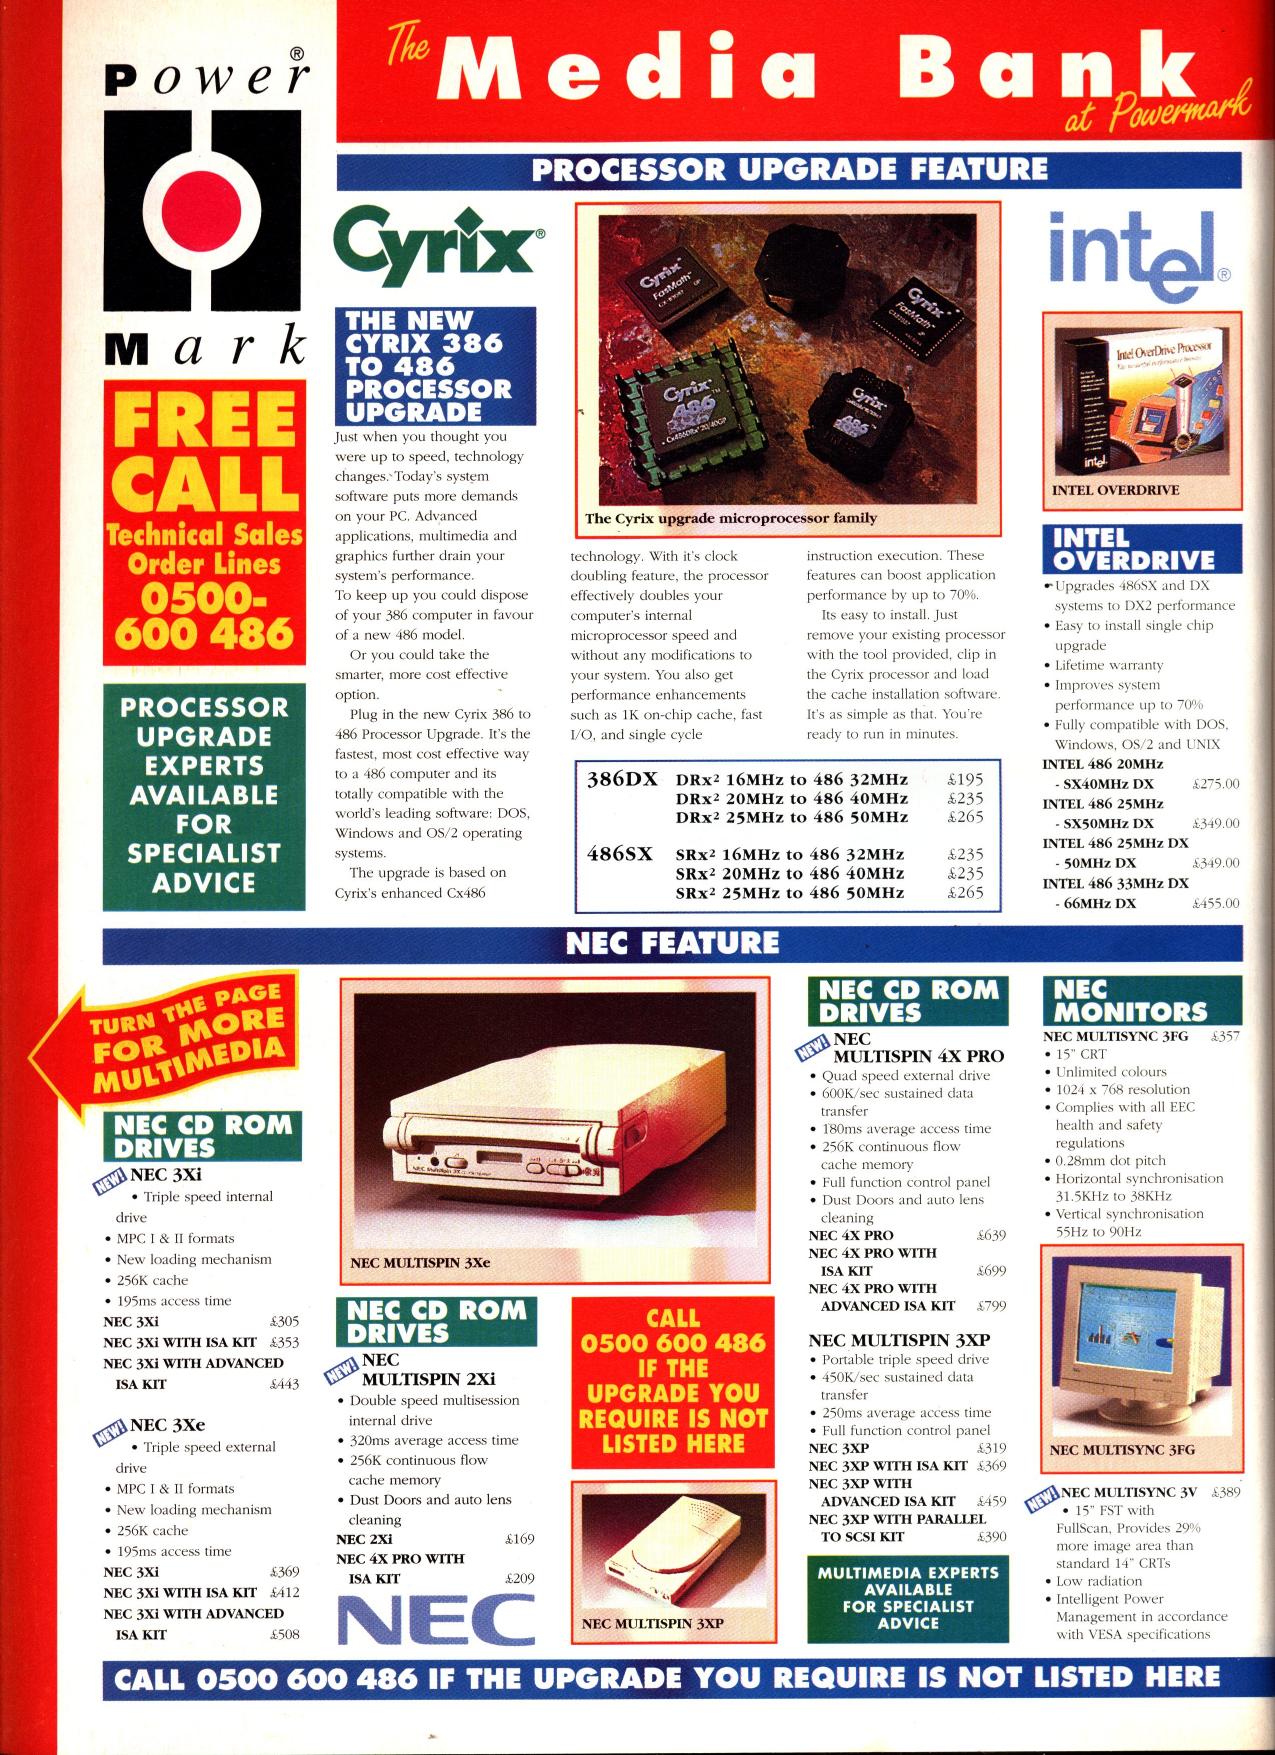 Power®
Mark
The Media Bank
at Powermark
PROCESSOR UPGRADE FEATURE
FREE
CALL
Technical Sales
Order Lines
0500-
600 486
PROCESSOR
UPGRADE
EXPERTS
AVAILABLE
FOR
SPECIALIST
ADVICE
Cyrix®
THE NEW
CYRIX 386
TO 486
PROCESSOR
UPGRADE
Just when you thought you
were up to speed, technology
changes. Today's system
software puts more demands
on your PC. Advanced
applications, multimedia and
graphics further drain your
system's performance.
To keep up you could dispose
of your 386 computer in favour
of a new 486 model.
Or you could take the
smarter, more cost effective
option.
Plug in the new Cyrix 386 to
486 Processor Upgrade. It's the
fastest, most cost effective way
to a 486 computer and its
totally compatible with the
world's leading software: DOS,
Windows and OS/2 operating
systems.
The upgrade is based on
Cyrix's enhanced Cx486
Cyrix
FasMath™
CX-83D87 GP
Cyrix
FasMath
Cyrix™
486
Cx486DRx²20/40GP
Cyrix
486
The Cyrix upgrade microprocessor family
technology. With it's clock
doubling feature, the processor
effectively doubles your
computer's internal
microprocessor speed and
without any modifications to
your system. You also get
performance enhancements
such as 1K on-chip cache, fast
I/O, and single cycle
instruction execution. These
features can boost application
performance by up to 70%.
Its easy to install. Just
remove your existing processor
with the tool provided, clip in
the Cyrix processor and load
the cache installation software.
It's as simple as that. You're
ready to run in minutes.
386DX DRx² 16MHz to 486 32MHz £195
DRx² 20MHz to 486 40MHz £235
DRx² 25MHz to 486 50MHz £265
486SX SRx² 16MHz to 486 32MHz £235
SRx² 20MHz to 486 40MHz £235
SRx² 25MHz to 486 50MHz £265
intel®
Intel OverDrive Processor
intel
INTEL OVERDRIVE
INTEL
OVERDRIVE
• Upgrades 486SX and DX
systems to DX2 performance
• Easy to install single chip
upgrade
• Lifetime warranty
• Improves system
performance up to 70%
• Fully compatible with DOS,
Windows, OS/2 and UNIX
INTEL 486 20MHz
- SX40MHz DX £275.00
INTEL 486 25MHz
- SX50MHz DX £349.00
INTEL 486 25MHz DX
- 50MHz DX £349.00
INTEL 486 33MHz DX
- 66MHz DX £455.00
NEC FEATURE
TURN THE PAGE
FOR MORE
MULTIMEDIA
NEC CD ROM
DRIVES
NEW! NEC 3Xi
• Triple speed internal
drive
• MPC I & II formats
• New loading mechanism
• 256K cache
• 195ms access time
NEC 3Xi £305
NEC 3Xi WITH ISA KIT £353
NEC 3Xi WITH ADVANCED
ISA KIT £443
NEW! NEC 3Xe
• Triple speed external
drive
• MPC I & II formats
• New loading mechanism
• 256K cache
• 195ms access time
NEC 3Xi £369
NEC 3Xi WITH ISA KIT £412
NEC 3Xi WITH ADVANCED
ISA KIT £508
NEC MultiSpin 3X
NEC MULTISPIN 3Xe
NEC CD ROM
DRIVES
NEW! NEC
MULTISPIN 2Xi
• Double speed multisession
internal drive
• 320ms average access time
• 256K continuous flow
cache memory
• Dust Doors and auto lens
cleaning
NEC 2Xi £169
NEC 4X PRO WITH
ISA KIT £209
NEC
CALL
0500 600 486
IF THE
UPGRADE YOU
REQUIRE IS NOT
LISTED HERE
NEC MULTISPIN 3XP
NEC CD ROM
DRIVES
NEW! NEC
MULTISPIN 4X PRO
• Quad speed external drive
• 600K/sec sustained data
transfer
• 180ms average access time
• 256K continuous flow
cache memory
• Full function control panel
• Dust Doors and auto lens
cleaning
NEC 4X PRO £639
NEC 4X PRO WITH
ISA KIT £699
NEC 4X PRO WITH
ADVANCED ISA KIT £799
NEC MULTISPIN 3XP
• Portable triple speed drive
• 450K/sec sustained data
transfer
• 250ms average access time
• Full function control panel
NEC 3XP £319
NEC 3XP WITH ISA KIT £369
NEC 3XP WITH
ADVANCED ISA KIT £459
NEC 3XP WITH PARALLEL
TO SCSI KIT £390
MULTIMEDIA EXPERTS
AVAILABLE
FOR SPECIALIST
ADVICE
NEC
MONITORS
NEC MULTISYNC 3FG £357
• 15" CRT
• Unlimited colours
• 1024 x 768 resolution
• Complies with all EEC
health and safety
regulations
• 0.28mm dot pitch
• Horizontal synchronisation
31.5KHz to 38KHz
• Vertical synchronisation
55Hz to 90Hz
NEC MULTISYNC 3FG
NEW! NEC MULTISYNC 3V £389
• 15" FST with
FullScan, Provides 29%
more image area than
standard 14" CRTs
• Low radiation
• Intelligent Power
Management in accordance
with VESA specifications
CALL 0500 600 486 IF THE UPGRADE YOU REQUIRE IS NOT LISTED HERE